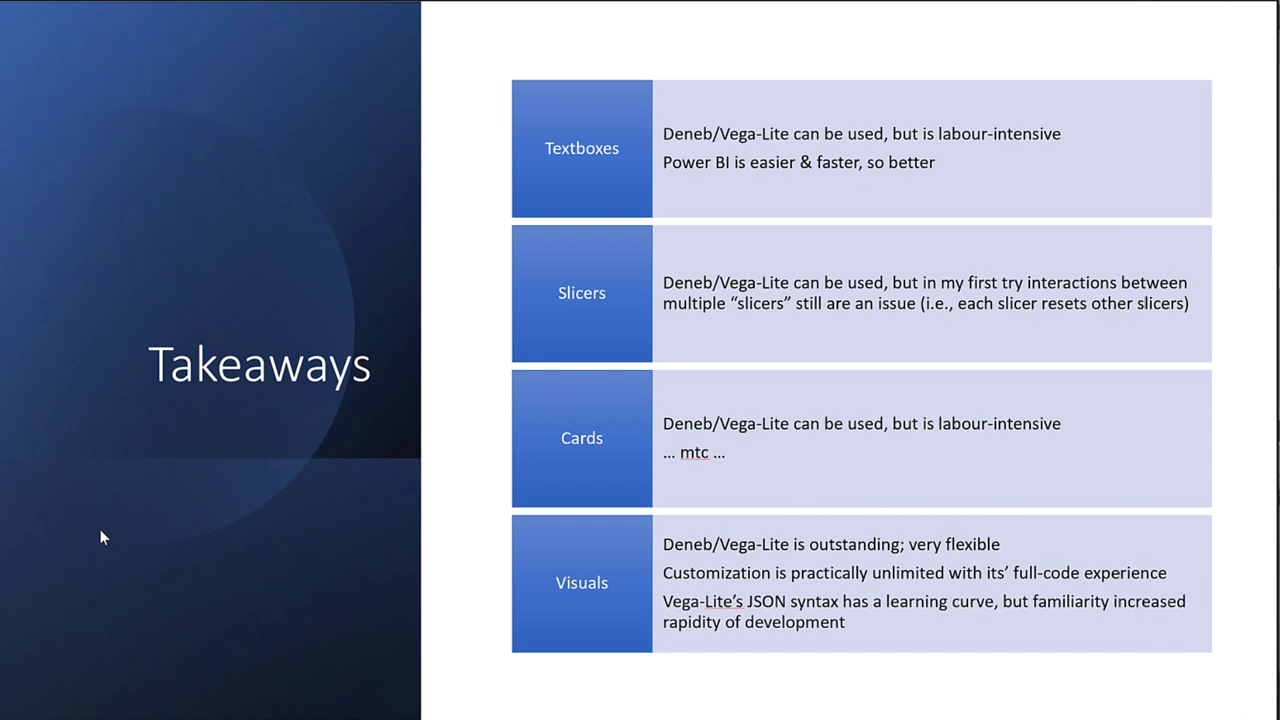 Takeaways
Textboxes
Deneb/Vega-Lite can be used, but is labour-intensive
Power BI is easier & faster, so better
Slicers
Deneb/Vega-Lite can be used, but in my first try interactions between
multiple “slicers” still are an issue (i.e., each slicer resets other slicers)
Cards
Deneb/Vega-Lite can be used, but is labour-intensive
... mtc ...
Visuals
Deneb/Vega-Lite is outstanding; very flexible
Customization is practically unlimited with its’ full-code experience
Vega-Lite’s JSON syntax has a learning curve, but familiarity increased
rapidity of development